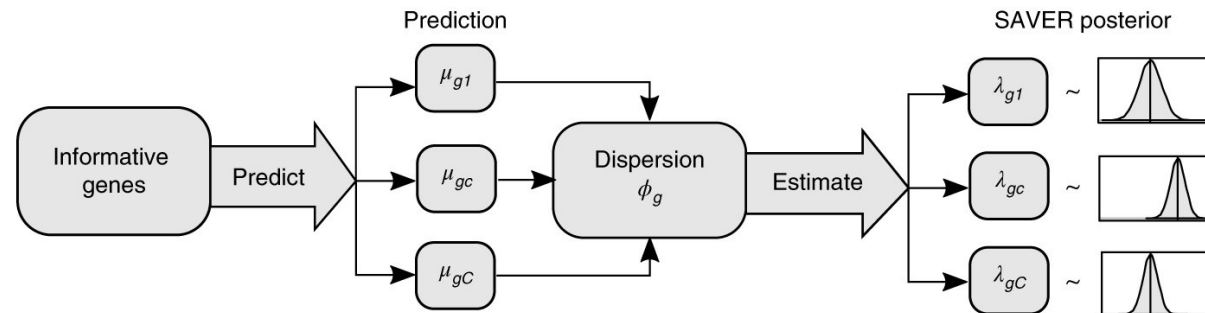 Prediction
SAVER posterior
μg1
λg1 ~
Informative
genes
Predict
μgc
Dispersion
ϕg
Estimate
λgc ~
μgC
λgC ~